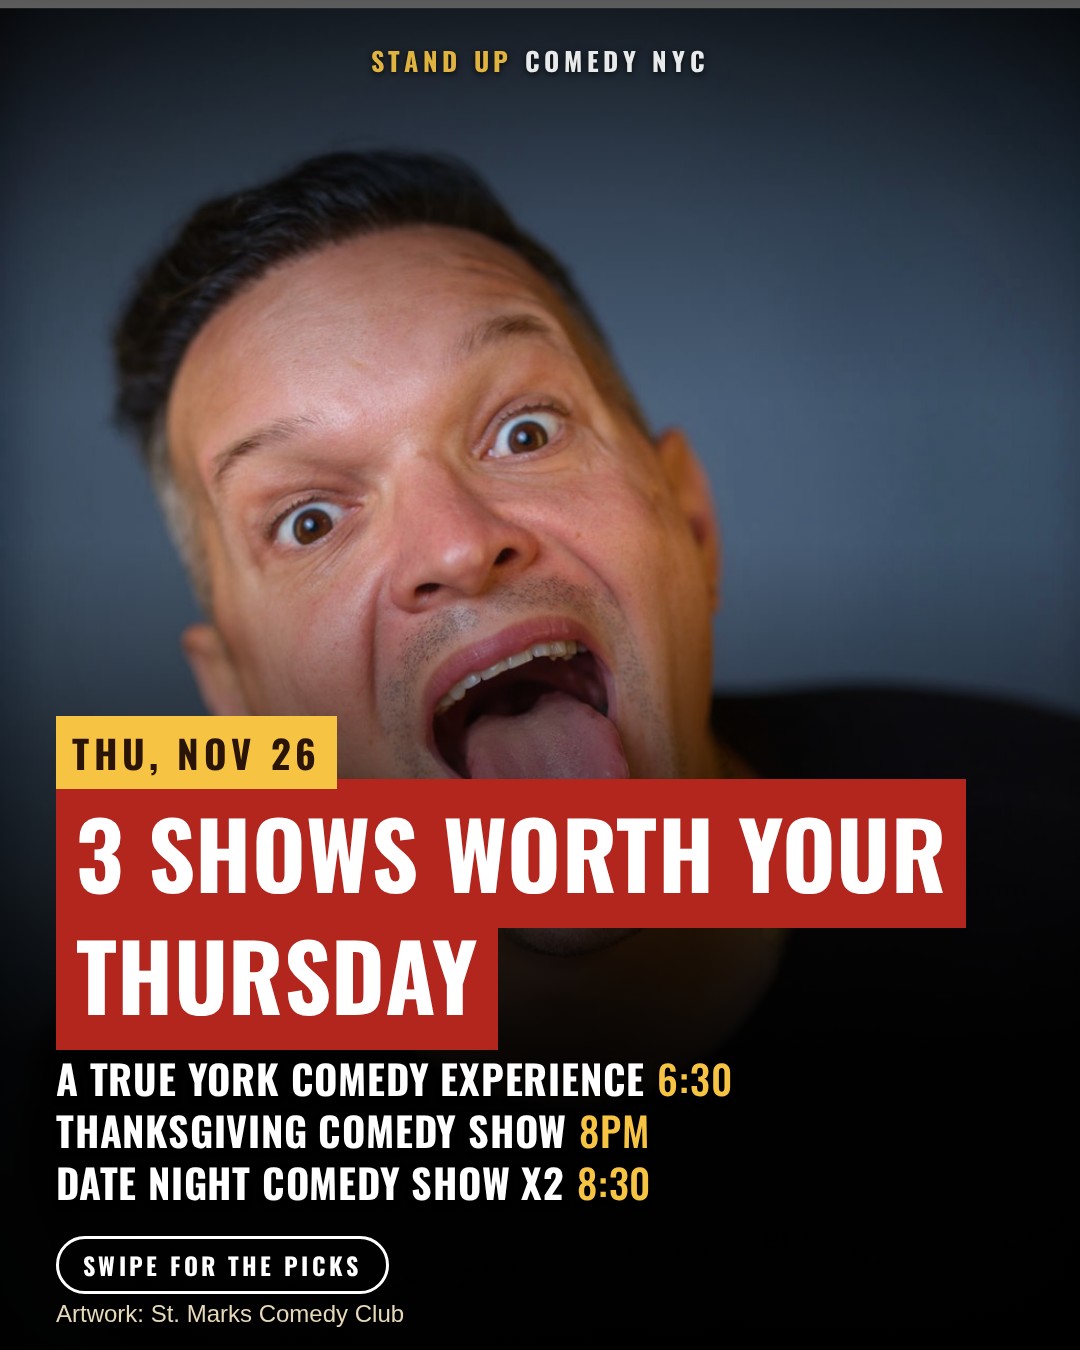 STAND UP COMEDY NYC
THU, NOV 26
3 SHOWS WORTH YOUR
THURSDAY
A TRUE YORK COMEDY EXPERIENCE 6:30
THANKSGIVING COMEDY SHOW 8PM
DATE NIGHT COMEDY SHOW X2 8:30
SWIPE FOR THE PICKS
Artwork: St. Marks Comedy Club